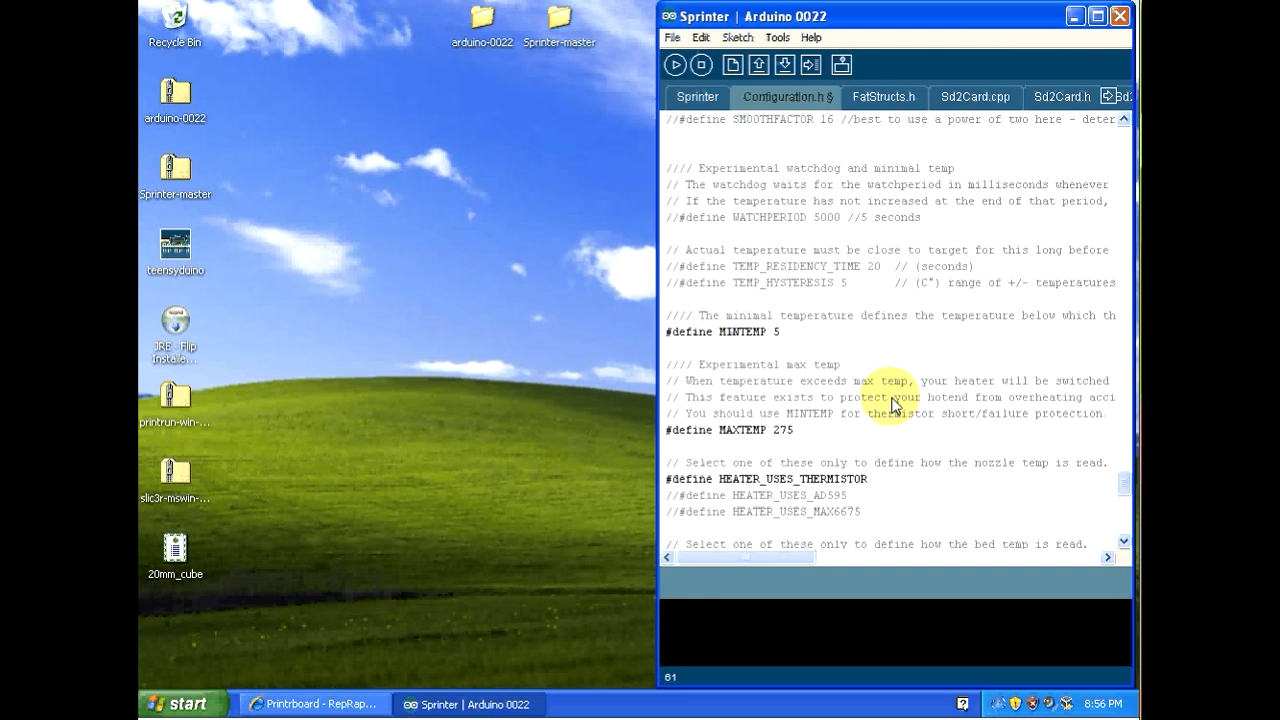 Recycle Bin
arduino-0022
Sprinter-master
arduino-0022
Sprinter-master
teensyduino
JRE - Flip
Installa...
printrun-win-...
slic3r-mswin-...
20mm_cube
Sprinter | Arduino 0022
File Edit Sketch Tools Help
Sprinter Configuration.h § FatStructs.h Sd2Card.cpp Sd2Card.h Sd2
//#define SMOOTHFACTOR 16 //best to use a power of two here - deter
//// Experimental watchdog and minimal temp
// The watchdog waits for the watchperiod in milliseconds whenever
// If the temperature has not increased at the end of that period,
//#define WATCHPERIOD 5000 //5 seconds
// Actual temperature must be close to target for this long before
//#define TEMP_RESIDENCY_TIME 20 // (seconds)
//#define TEMP_HYSTERESIS 5 // (C°) range of +/- temperatures
//// The minimal temperature defines the temperature below which th
#define MINTEMP 5
//// Experimental max temp
// When temperature exceeds max temp, your heater will be switched
// This feature exists to protect your hotend from overheating acci
// You should use MINTEMP for thermistor short/failure protection.
#define MAXTEMP 275
// Select one of these only to define how the nozzle temp is read.
#define HEATER_USES_THERMISTOR
//#define HEATER_USES_AD595
//#define HEATER_USES_MAX6675
// Select one of these only to define how the bed temp is read.
61
start Printrboard - RepRap... Sprinter | Arduino 0022 ? 8:56 PM